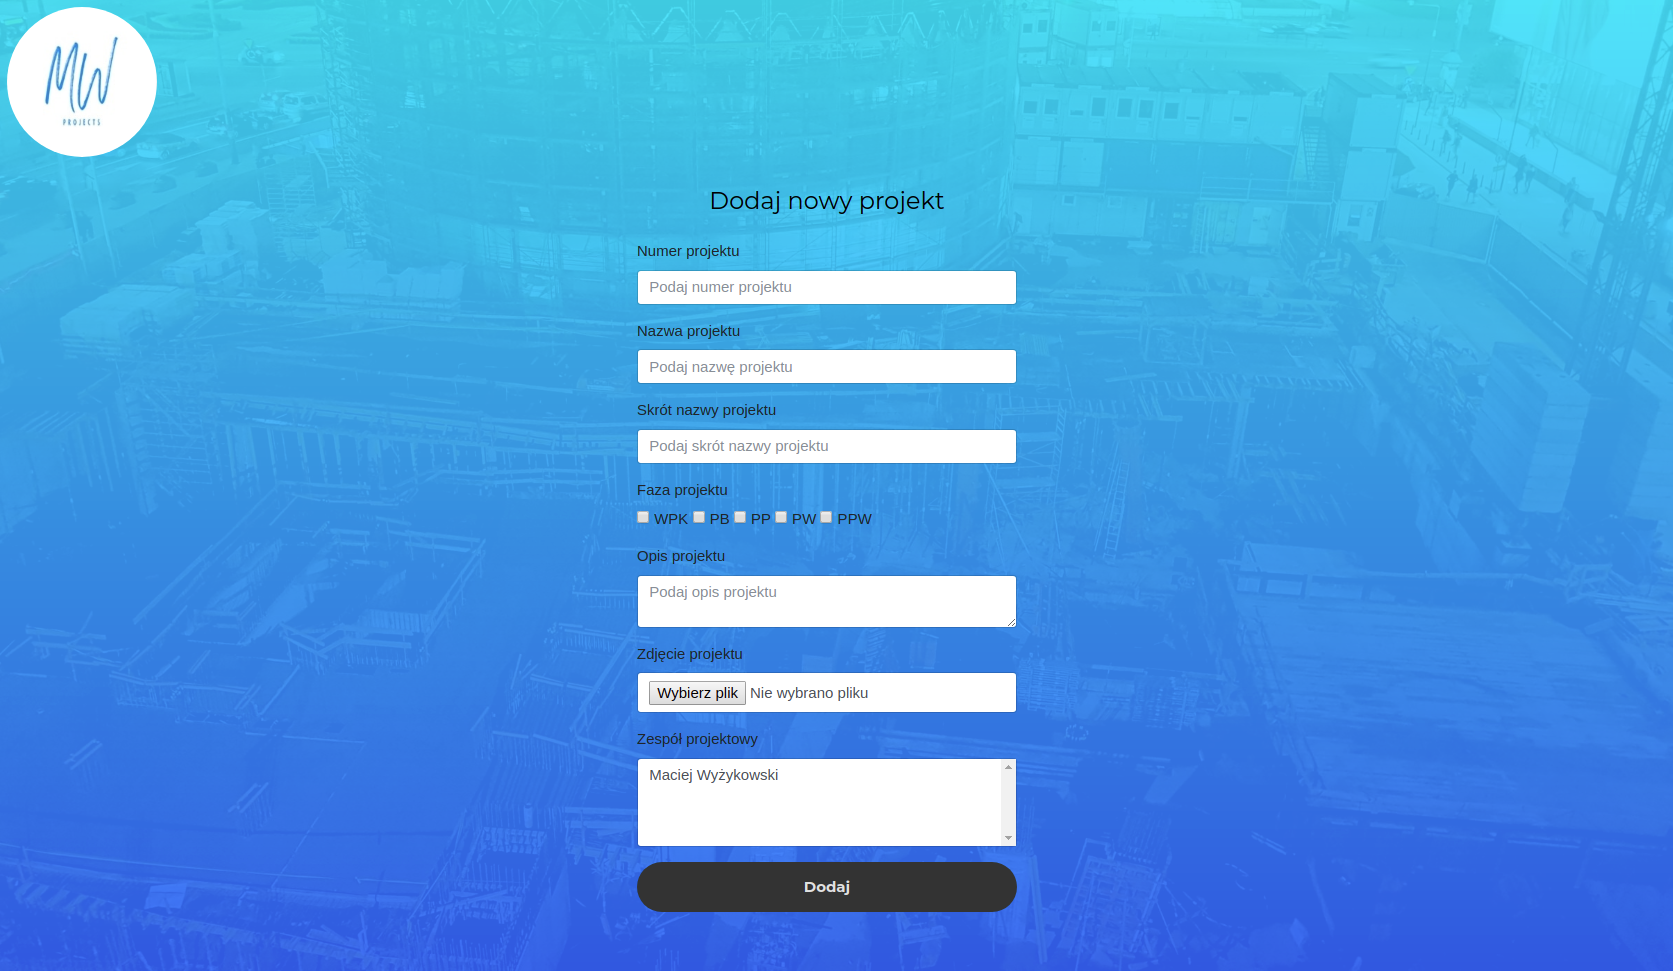 MW
PROJECTS
Dodaj nowy projekt
Numer projektu
Podaj numer projektu
Nazwa projektu
Podaj nazwę projektu
Skrót nazwy projektu
Podaj skrót nazwy projektu
Faza projektu
WPK PB PP PW PPW
Opis projektu
Podaj opis projektu
Zdjęcie projektu
Wybierz plik Nie wybrano pliku
Zespół projektowy
Maciej Wyżykowski
Dodaj